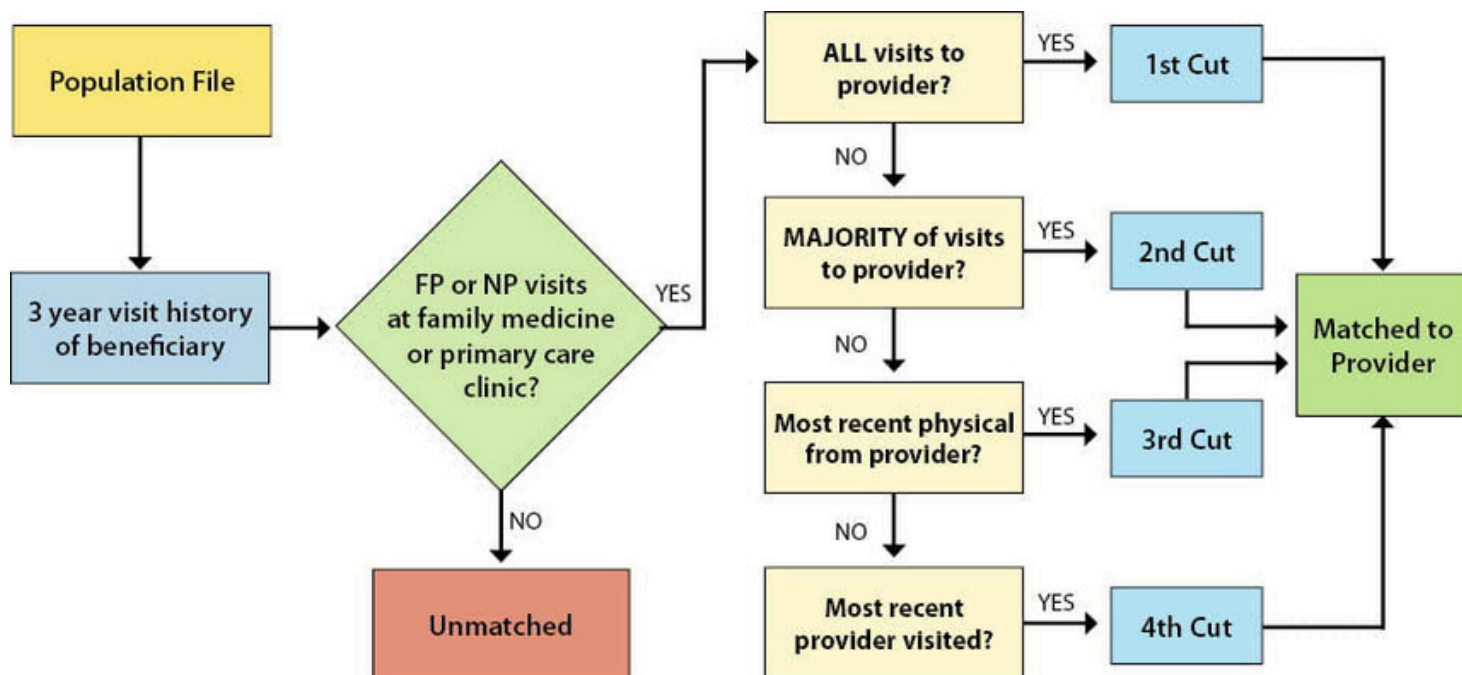 Population File
3 year visit history
of beneficiary
FP or NP visits
at family medicine
or primary care
clinic?
YES
NO
Unmatched
ALL visits to
provider?
YES
1st Cut
NO
MAJORITY of visits
to provider?
YES
2nd Cut
NO
Most recent physical
from provider?
YES
3rd Cut
NO
Most recent
provider visited?
YES
4th Cut
Matched to
Provider